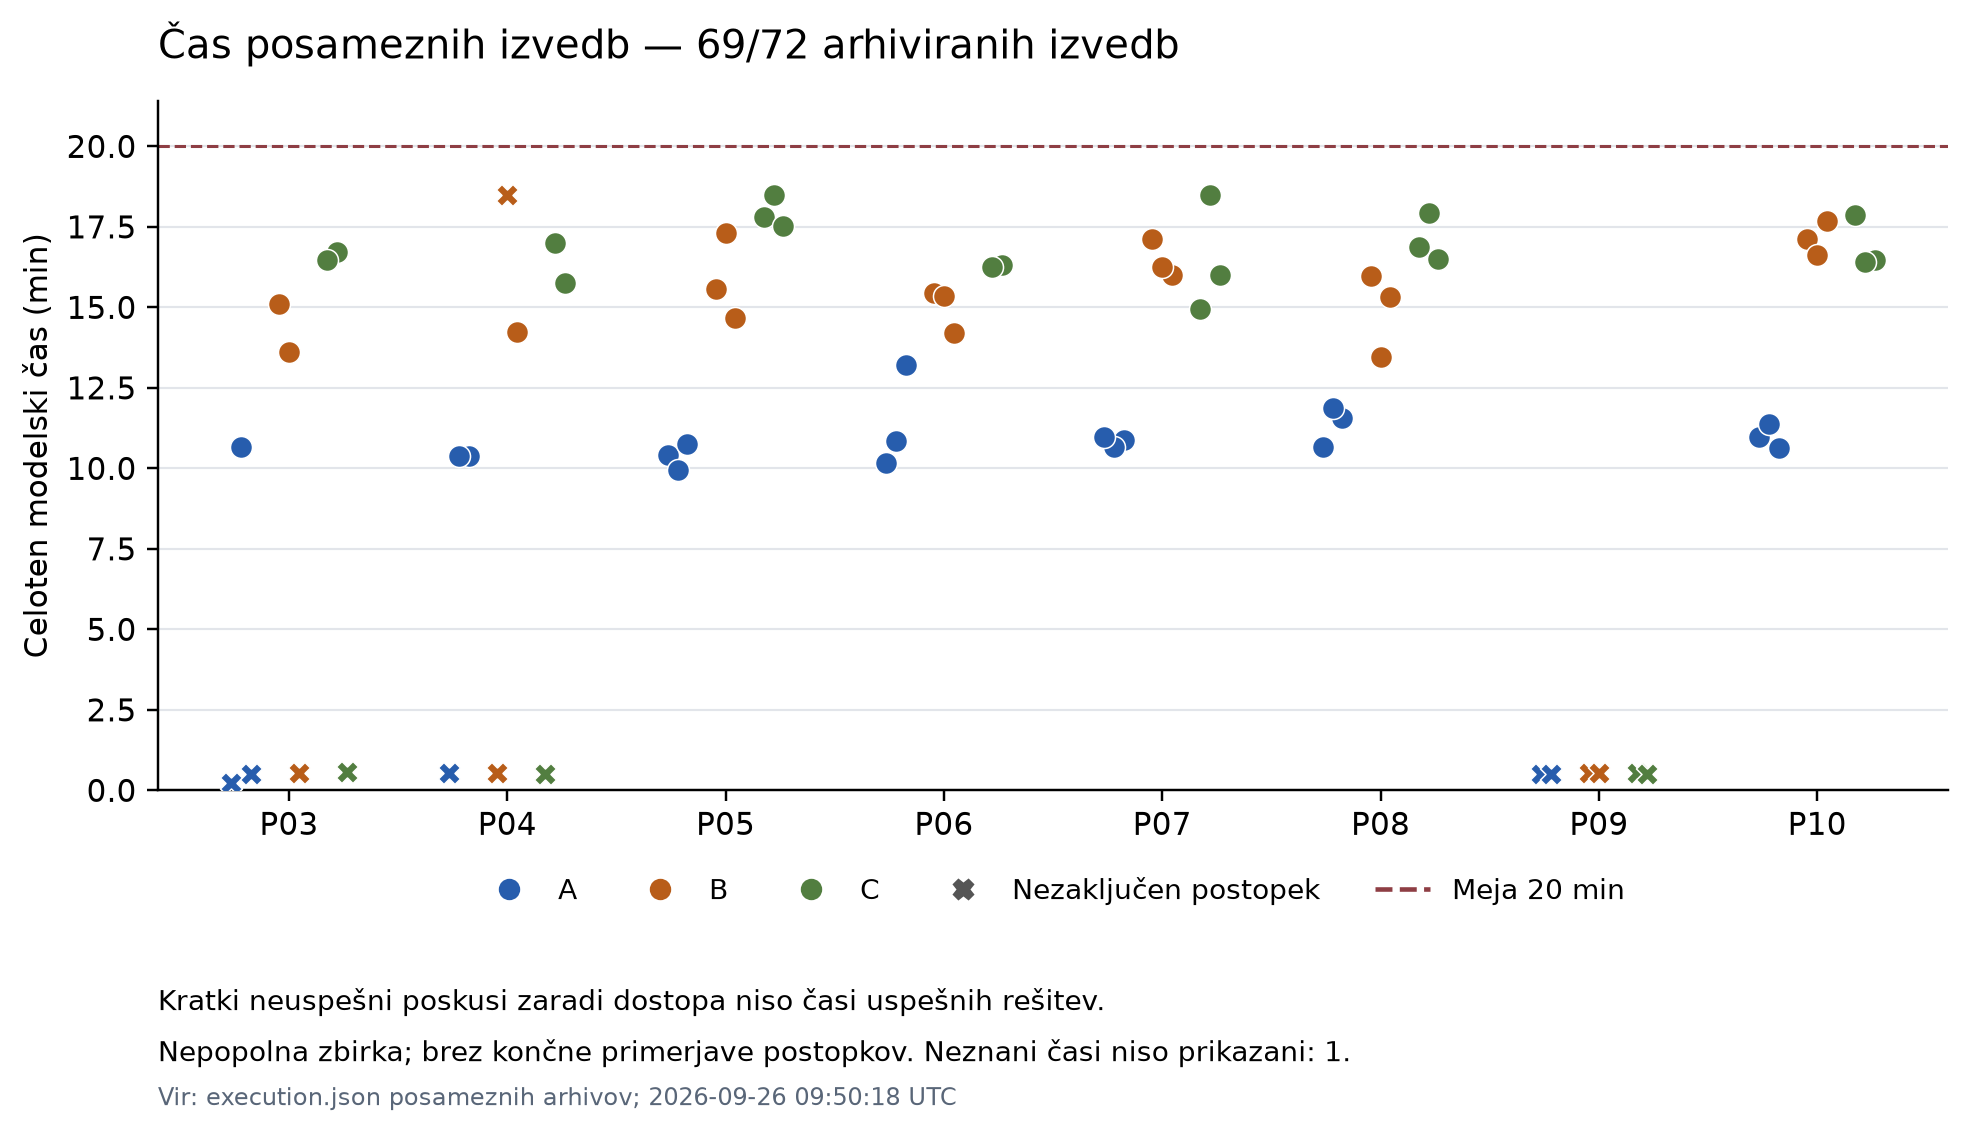 Čas posameznih izvedb — 69/72 arhiviranih izvedb
Celoten modelski čas (min)
20.0
17.5
15.0
12.5
10.0
7.5
5.0
2.5
0.0
P03 P04 P05 P06 P07 P08 P09 P10
A B C Nezaključen postopek Meja 20 min
Kratki neuspešni poskusi zaradi dostopa niso časi uspešnih rešitev.
Nepopolna zbirka; brez končne primerjave postopkov. Neznani časi niso prikazani: 1.
Vir: execution.json posameznih arhivov; 2026-09-26 09:50:18 UTC